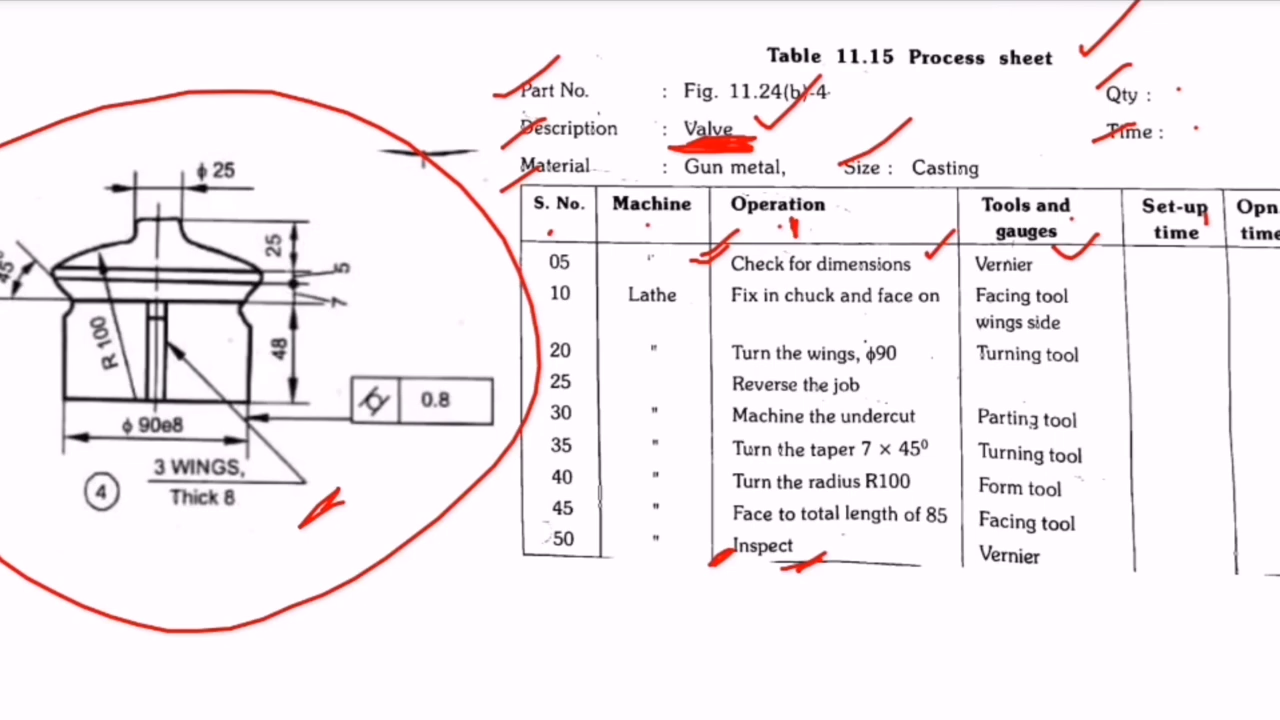 Table 11.15 Process sheet
Part No. : Fig. 11.24(b)-4
Qty :
Description : Valve
Time :
Material : Gun metal, Size : Casting
S. No. Machine Operation Tools and gauges Set-up time Opn. time
05 " Check for dimensions Vernier
10 Lathe Fix in chuck and face on Facing tool
wings side
20 " Turn the wings, ϕ90 Turning tool
25 Reverse the job
30 " Machine the undercut Parting tool
35 " Turn the taper 7 × 45⁰ Turning tool
40 " Turn the radius R100 Form tool
45 " Face to total length of 85 Facing tool
50 " Inspect Vernier
ϕ 25
25
5
7
45°
R 100
48
0.8
ϕ 90e8
3 WINGS,
Thick 8
4